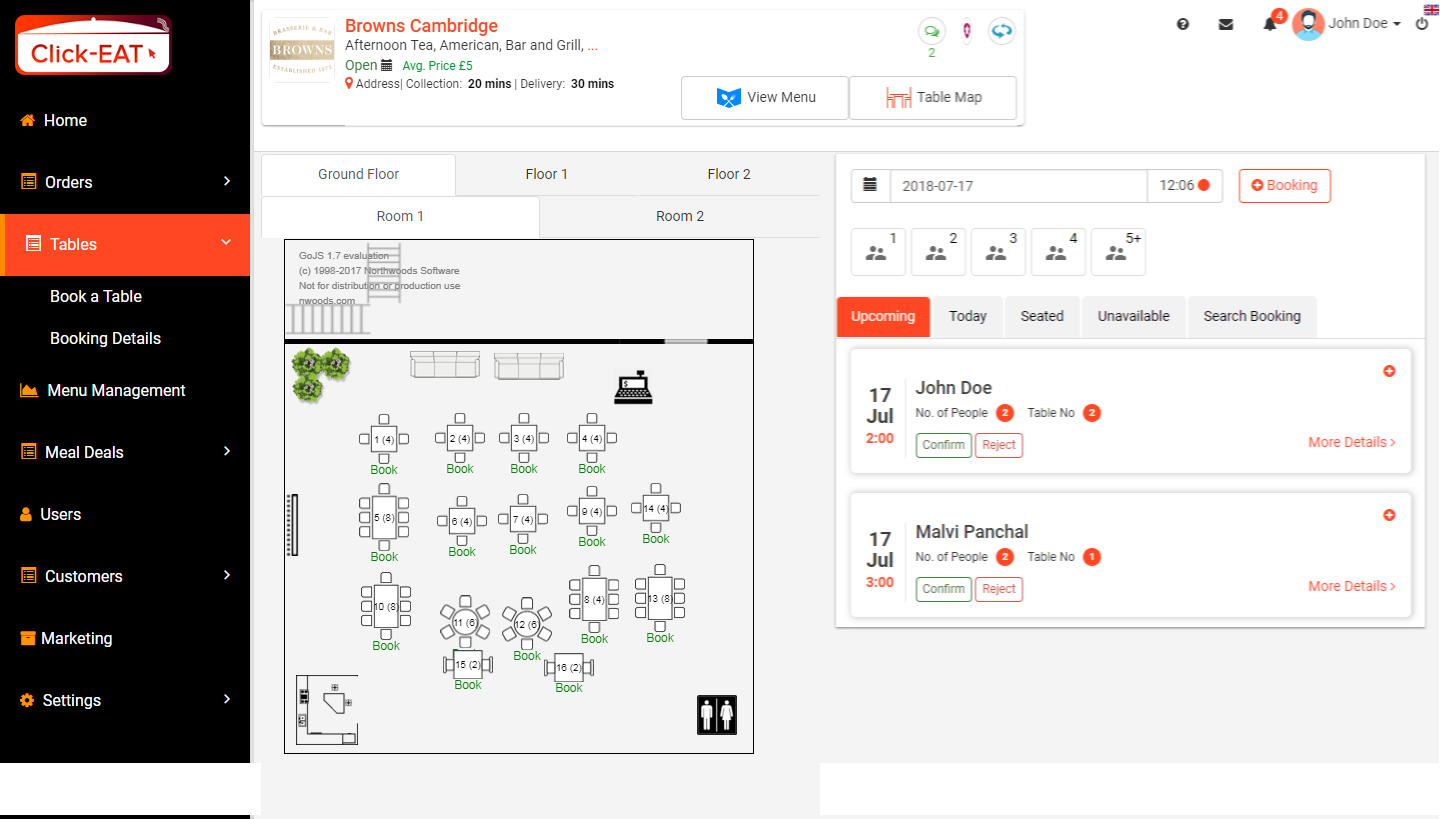 Click-EAT
Home
Orders
Tables
Book a Table
Booking Details
Menu Management
Meal Deals
Users
Customers
Marketing
Settings
BRASSERIE & BAR
BROWNS
ESTABLISHED 1973
Browns Cambridge
Afternoon Tea, American, Bar and Grill, ...
Open Avg. Price £5
Address| Collection: 20 mins | Delivery: 30 mins
2
View Menu
Table Map
4
John Doe
Ground Floor Floor 1 Floor 2
Room 1 Room 2
GoJS 1.7 evaluation
(c) 1998-2017 Northwoods Software
Not for distribution or production use
nwoods.com
$
1 (4) 2 (4) 3 (4) 4 (4)
Book Book Book Book
5 (8) 6 (4) 7 (4) 9 (4) 14 (4)
Book Book Book Book Book
10 (8) 11 (6) 12 (6) 8 (4) 13 (8)
Book Book Book Book
15 (2) 16 (2)
Book Book
2018-07-17 12:06 Booking
1 2 3 4 5+
Upcoming Today Seated Unavailable Search Booking
17
Jul
2:00
John Doe
No. of People 2 Table No 2
Confirm Reject More Details >
17
Jul
3:00
Malvi Panchal
No. of People 2 Table No 1
Confirm Reject More Details >